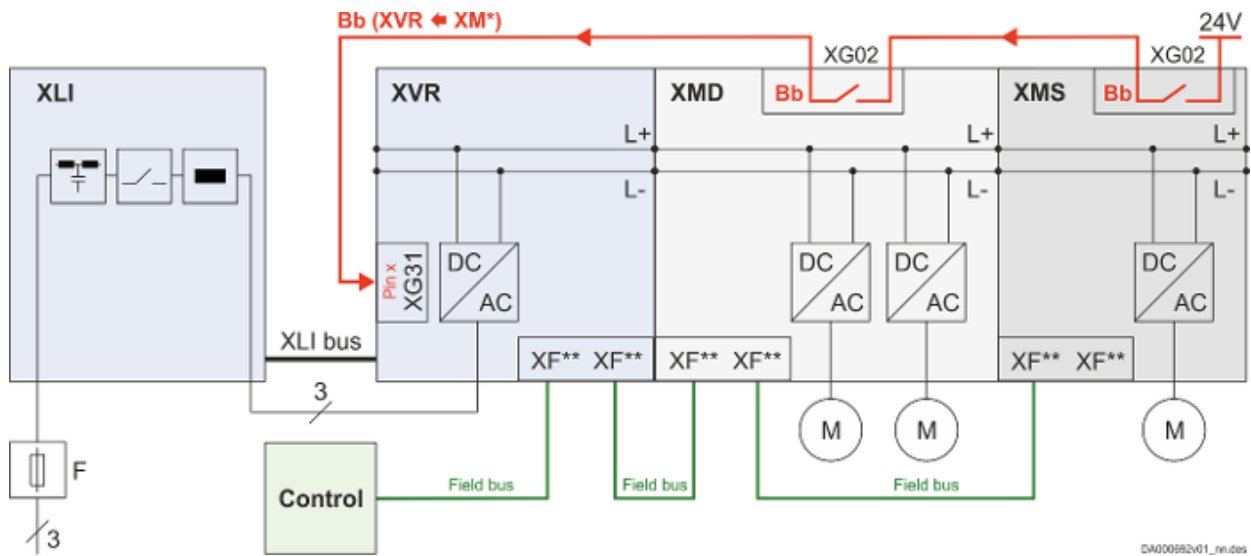 Bb (XVR ← XM*)
24V
XG02
XG02
XLI
XVR
XMD
Bb
XMS
Bb
L+
L+
L+
L-
L-
L-
Pin x
XG31
DC
AC
DC
AC
DC
AC
DC
AC
XLI bus
XF** XF**
XF** XF**
XF** XF**
3
M
M
M
F
Control
Field bus
Field bus
Field bus
3
DA000692v01_nn.des